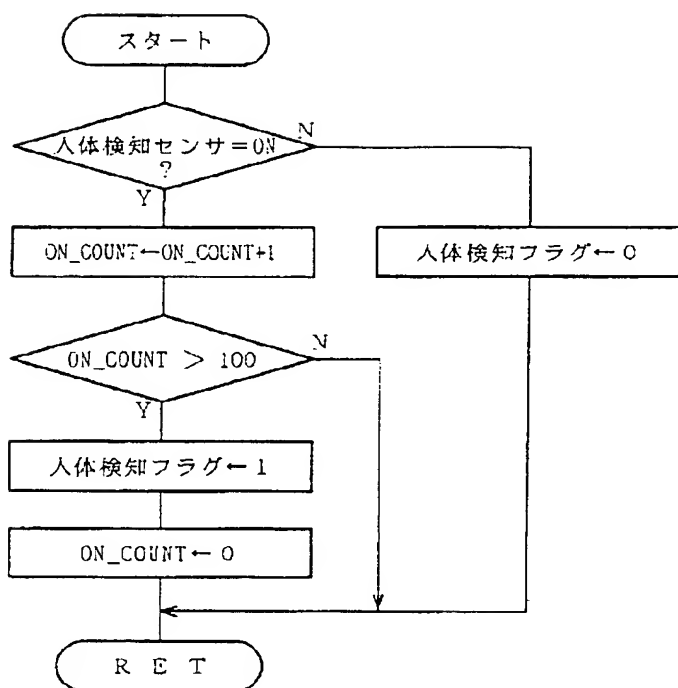 スタート
人体検知センサ=ON
?
N
Y
ON_COUNT←ON_COUNT+1
人体検知フラグ←0
ON_COUNT > 100
N
Y
人体検知フラグ←1
ON_COUNT←0
RET